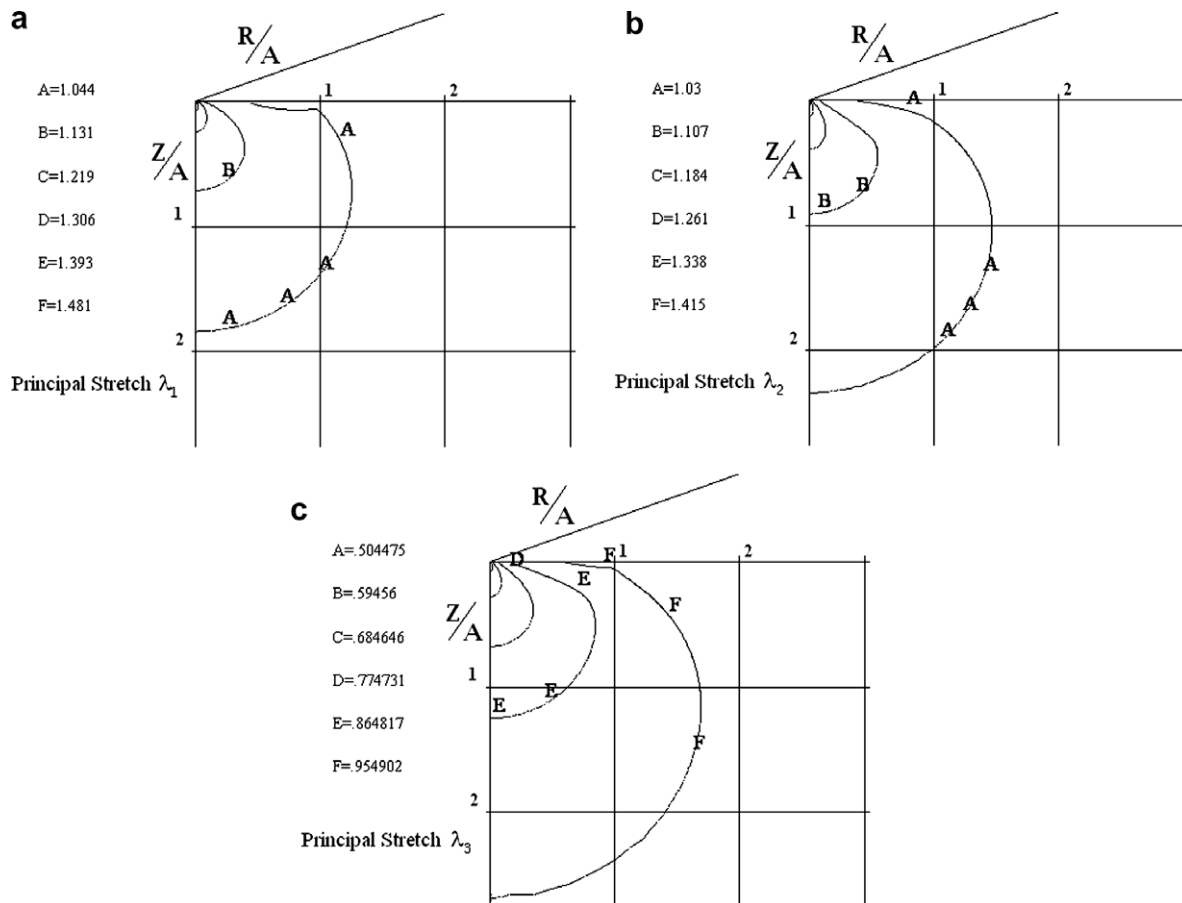 a
R/A
1 2
A=1.044
B=1.131
C=1.219
D=1.306
E=1.393
F=1.481
Z/A
1
2
A
B
A
A
A
Principal Stretch λ1
b
R/A
1 2
A=1.03
B=1.107
C=1.184
D=1.261
E=1.338
F=1.415
Z/A
1
2
A
B
B
A
A
A
Principal Stretch λ2
c
R/A
1 2
A=.504475
B=.59456
C=.684646
D=.774731
E=.864817
F=.954902
Z/A
1
2
D
F
E
F
E
E
F
Principal Stretch λ3